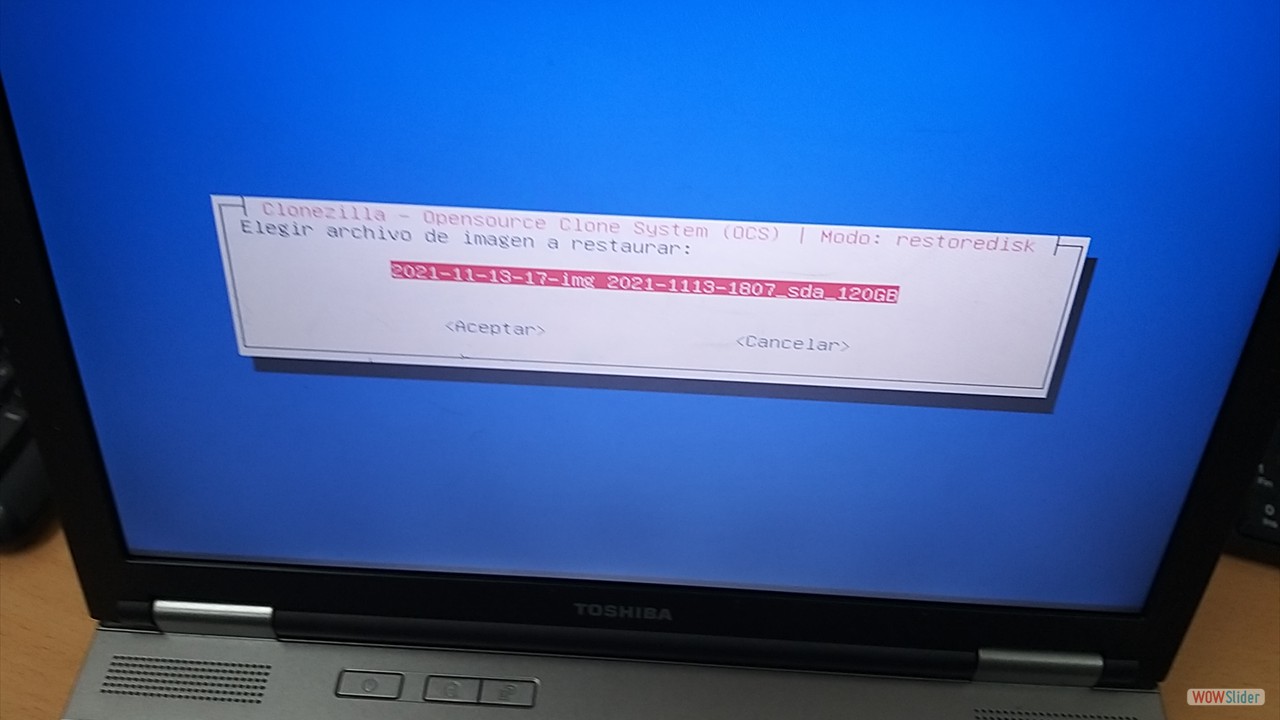 Clonezilla - Opensource Clone System (OCS) | Modo: restoredisk
Elegir archivo de imagen a restaurar:
2021-11-13-17-img 2021-1113-1807_sda_120GB
<Aceptar> <Cancelar>
TOSHIBA
WOWSlider